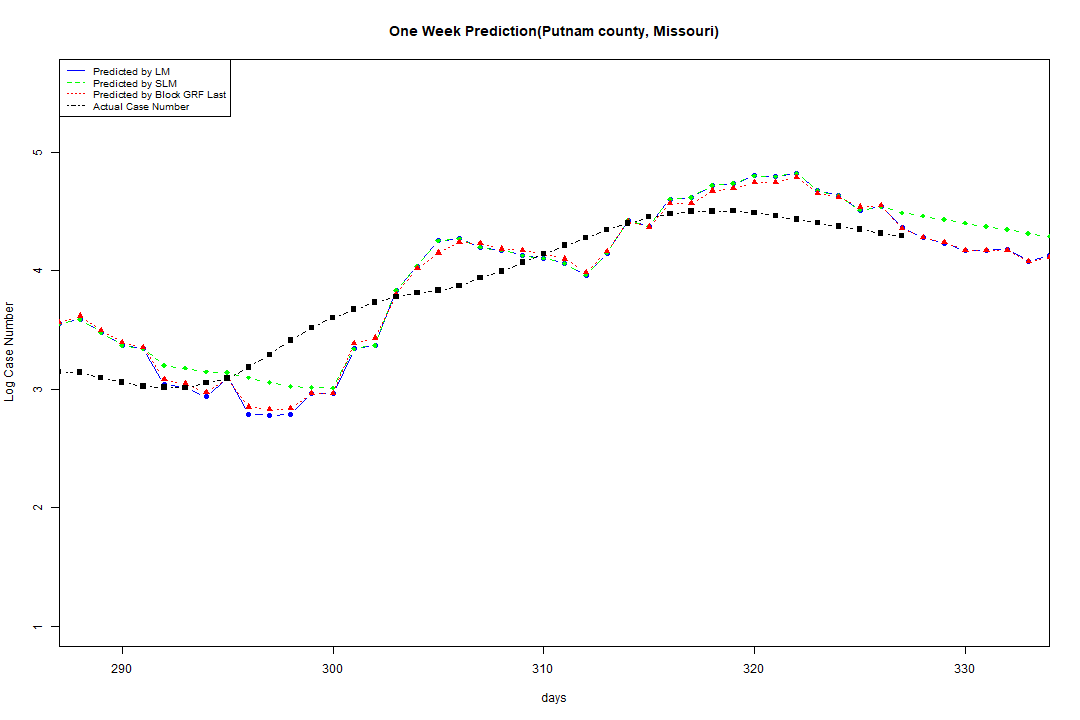 One Week Prediction(Putnam county, Missouri)
Predicted by LM
Predicted by SLM
Predicted by Block GRF Last
Actual Case Number
Log Case Number
5
4
3
2
1
290 300 310 320 330
days